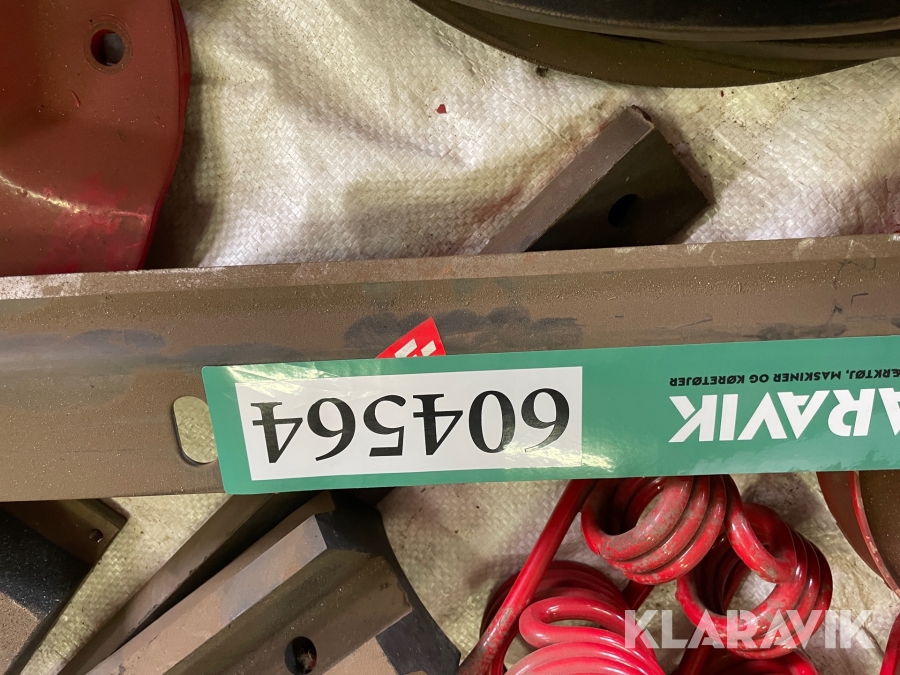 604564
ERKTØJ, MASKINER OG KØRETØJER
ARAVIK
KLARAVIK